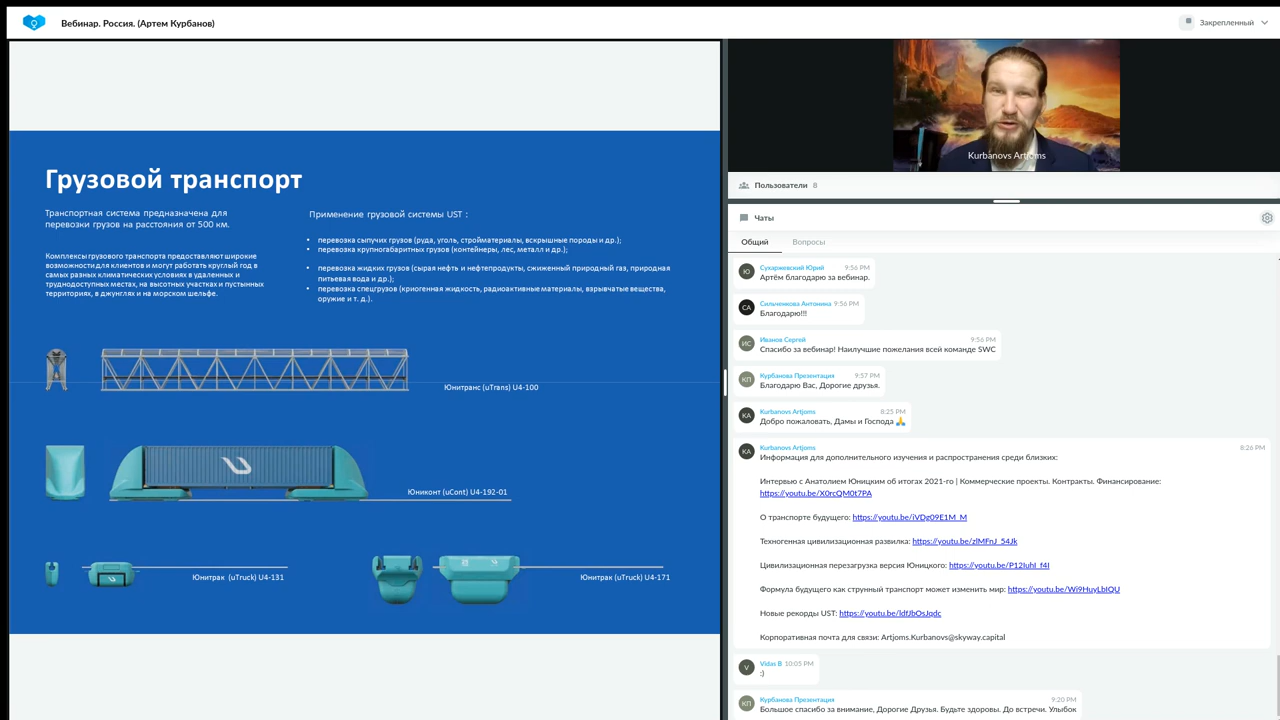 Вебинар. Россия. (Артем Курбанов)
Закрепленный
Грузовой транспорт
Транспортная система предназначена для
перевозки грузов на расстояния от 500 км.
Комплексы грузового транспорта предоставляют широкие
возможности для клиентов и могут работать круглый год в
самых разных климатических условиях в удаленных и
труднодоступных местах, на высотных участках и пустынных
территориях, в джунглях и на морском шельфе.
Применение грузовой системы UST :
• перевозка сыпучих грузов (руда, уголь, стройматериалы, вскрышные породы и др.);
• перевозка крупногабаритных грузов (контейнеры, лес, металл и др.);
• перевозка жидких грузов (сырая нефть и нефтепродукты, сжиженный природный газ, природная
питьевая вода и др.);
• перевозка спецгрузов (криогенная жидкость, радиоактивные материалы, взрывчатые вещества,
оружие и т. д.).
Юнитранс (uTrans) U4-100
Юниконт (uCont) U4-192-01
Юнитрак (uTruck) U4-131
Юнитрак (uTruck) U4-171
Kurbanovs Artjoms
Пользователи 8
Чаты
Общий Вопросы
Ю Сухаржевский Юрий 9:56 PM
Артём благодарю за вебинар.
СА Сильченкова Антонина 9:56 PM
Благодарю!!!
ИС Иванов Сергей 9:56 PM
Спасибо за вебинар! Наилучшие пожелания всей команде SWC
КП Курбанова Презентация 9:57 PM
Благодарю Вас, Дорогие друзья.
KA Kurbanovs Artjoms 8:25 PM
Добро пожаловать, Дамы и Господа 🙏
KA Kurbanovs Artjoms 8:26 PM
Информация для дополнительного изучения и распространения среди близких:
Интервью с Анатолием Юницким об итогах 2021-го | Коммерческие проекты. Контракты. Финансирование:
https://youtu.be/X0rcQM0t7PA
О транспорте будущего: https://youtu.be/iVDg09E1M_M
Техногенная цивилизационная развилка: https://youtu.be/zlMFnJ_54Jk
Цивилизационная перезагрузка версия Юницкого: https://youtu.be/P12IuhI_f4I
Формула будущего как струнный транспорт может изменить мир: https://youtu.be/Wi9HuyLbIQU
Новые рекорды UST: https://youtu.be/ldfJbOsJqdc
Корпоративная почта для связи: Artjoms.Kurbanovs@skyway.capital
V Vidas B 10:05 PM
:)
КП Курбанова Презентация 9:20 PM
Большое спасибо за внимание, Дорогие Друзья. Будьте здоровы. До встречи. Улыбок